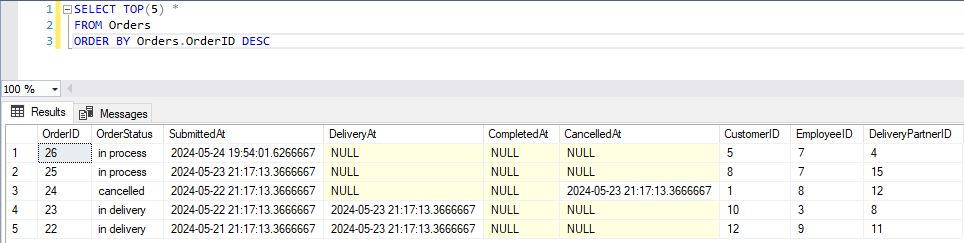 1 SELECT TOP(5) *
2 FROM Orders
3 ORDER BY Orders.OrderID DESC
100 %
Results Messages
OrderID OrderStatus SubmittedAt DeliveryAt CompletedAt CancelledAt CustomerID EmployeeID DeliveryPartnerID
1 26 in process 2024-05-24 19:54:01.6266667 NULL NULL NULL 5 7 4
2 25 in process 2024-05-23 21:17:13.3666667 NULL NULL NULL 8 7 15
3 24 cancelled 2024-05-22 21:17:13.3666667 NULL NULL 2024-05-23 21:17:13.3666667 1 8 12
4 23 in delivery 2024-05-22 21:17:13.3666667 2024-05-23 21:17:13.3666667 NULL NULL 10 3 8
5 22 in delivery 2024-05-21 21:17:13.3666667 2024-05-23 21:17:13.3666667 NULL NULL 12 9 11